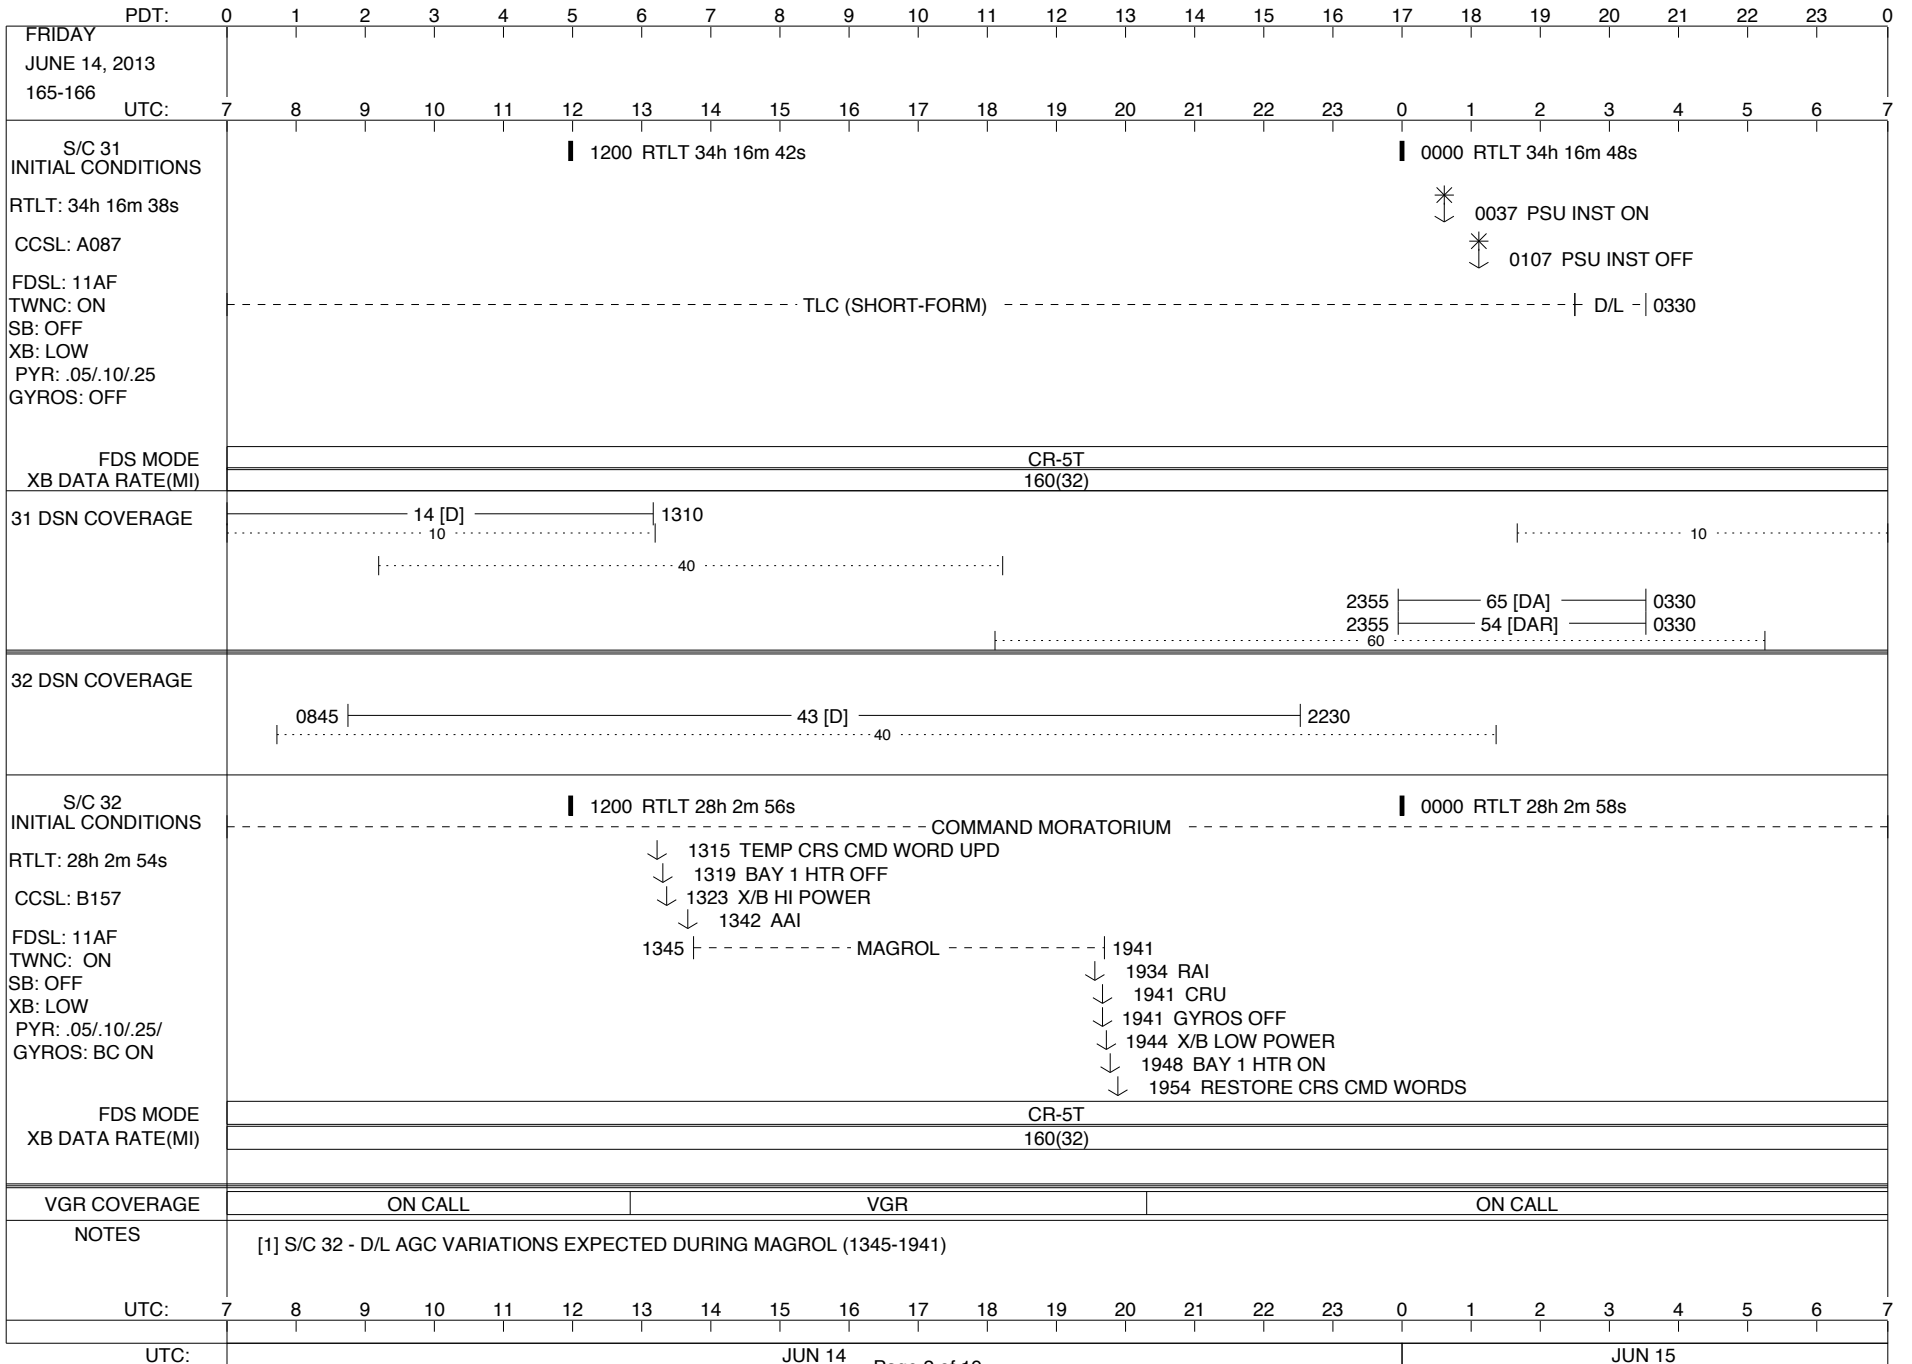 PDT: 0 1 2 3 4 5 6 7 8 9 10 11 12 13 14 15 16 17 18 19 20 21 22 23 0
FRIDAY
JUNE 14, 2013
165-166
UTC: 7 8 9 10 11 12 13 14 15 16 17 18 19 20 21 22 23 0 1 2 3 4 5 6 7
S/C 31
INITIAL CONDITIONS
1200 RTLT 34h 16m 42s
0000 RTLT 34h 16m 48s
RTLT: 34h 16m 38s
0037 PSU INST ON
CCSL: A087
0107 PSU INST OFF
FDSL: 11AF
TWNC: ON
TLC (SHORT-FORM) D/L 0330
SB: OFF
XB: LOW
PYR: .05/.10/.25
GYROS: OFF
FDS MODE CR-5T
XB DATA RATE(MI) 160(32)
31 DSN COVERAGE
14 [D] 1310
10 10
40
2355 65 [DA] 0330
2355 54 [DAR] 0330
60
32 DSN COVERAGE
0845 43 [D] 2230
40
S/C 32
INITIAL CONDITIONS
1200 RTLT 28h 2m 56s
0000 RTLT 28h 2m 58s
COMMAND MORATORIUM
RTLT: 28h 2m 54s
1315 TEMP CRS CMD WORD UPD
1319 BAY 1 HTR OFF
CCSL: B157
1323 X/B HI POWER
1342 AAI
FDSL: 11AF
1345 MAGROL 1941
TWNC: ON
1934 RAI
SB: OFF
1941 CRU
XB: LOW
1941 GYROS OFF
PYR: .05/.10/.25/
1944 X/B LOW POWER
GYROS: BC ON
1948 BAY 1 HTR ON
1954 RESTORE CRS CMD WORDS
FDS MODE CR-5T
XB DATA RATE(MI) 160(32)
VGR COVERAGE ON CALL VGR ON CALL
NOTES
[1] S/C 32 - D/L AGC VARIATIONS EXPECTED DURING MAGROL (1345-1941)
UTC: 7 8 9 10 11 12 13 14 15 16 17 18 19 20 21 22 23 0 1 2 3 4 5 6 7
UTC: JUN 14 JUN 15